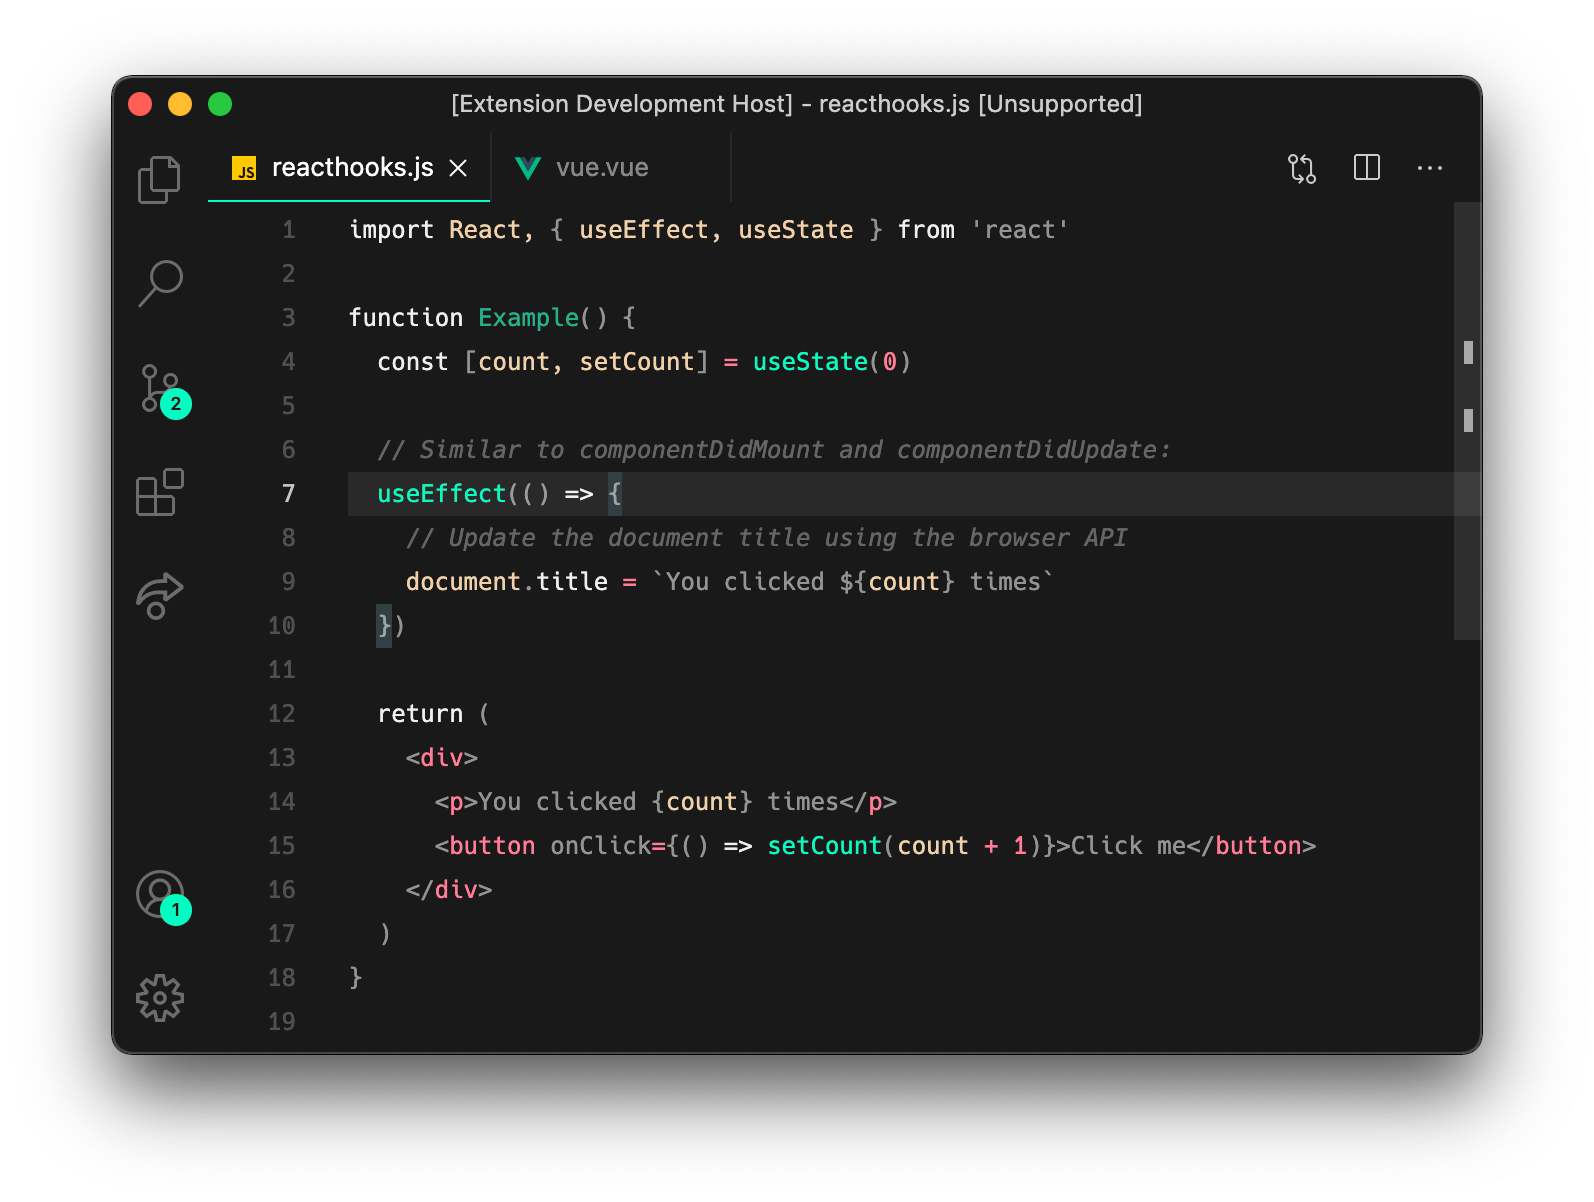 [Extension Development Host] - reacthooks.js [Unsupported]
JS reacthooks.js vue.vue
1 import React, { useEffect, useState } from 'react'
2
3 function Example() {
4   const [count, setCount] = useState(0)
5
6   // Similar to componentDidMount and componentDidUpdate:
7   useEffect(() => {
8     // Update the document title using the browser API
9     document.title = `You clicked ${count} times`
10   })
11
12   return (
13     <div>
14       <p>You clicked {count} times</p>
15       <button onClick={() => setCount(count + 1)}>Click me</button>
16     </div>
17   )
18 }
19
2
1